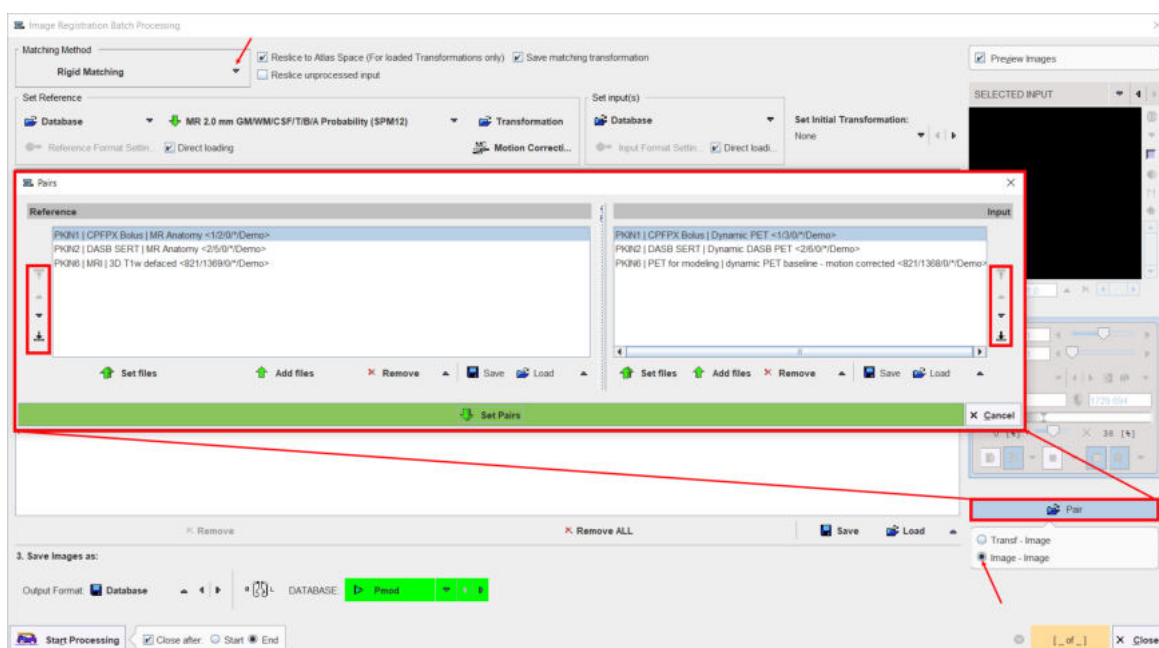 Image Registration Batch Processing
Matching Method
Rigid Matching
Reslice to Atlas Space (For loaded Transformations only) Save matching transformation
Reslice unprocessed input
Preview Images
Set Reference
Set input(s)
SELECTED INPUT
Database MR 2.0 mm GM/WM/CSF/T/B/A Probability (SPM12) Transformation
Database
Set Initial Transformation:
None
Reference Format Settin... Direct loading
Motion Correcti...
Input Format Settin... Direct loadi...
Pairs
Reference
Input
PKIN1 | CPFPX Bolus | MR Anatomy <1/2/0/*/Demo>
PKIN2 | DASB SERT | MR Anatomy <2/5/0/*/Demo>
PKIN6 | MRI | 3D T1w defaced <821/1369/0/*/Demo>
PKIN1 | CPFPX Bolus | Dynamic PET <1/3/0/*/Demo>
PKIN2 | DASB SERT | Dynamic DASB PET <2/6/0/*/Demo>
PKIN6 | PET for modeling | dynamic PET baseline - motion corrected <821/1368/0/*/Demo>
Set files Add files Remove Save Load
Set files Add files Remove Save Load
Set Pairs
Cancel
1729.694
0 [%] 38 [%]
Pair
Remove Remove ALL Save Load
Transf - Image
Image - Image
3. Save Images as:
Output Format: Database R L DATABASE: Pmod
Start Processing Close after: Start End
[ _ of _ ] Close